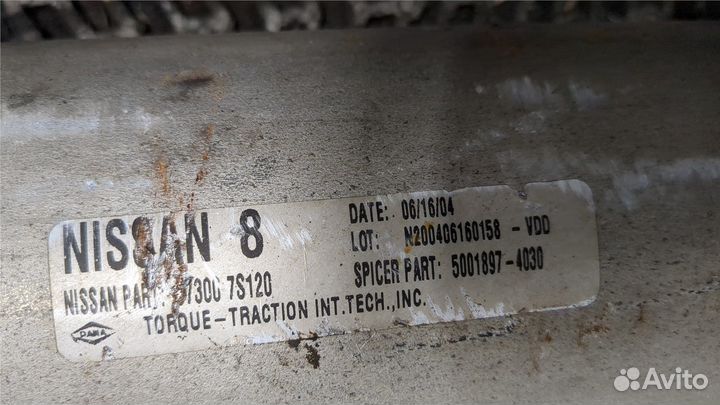 NISSAN 8
NISSAN PART: 7300 7S120
TORQUE-TRACTION INT.TECH.,INC.
DANA
DATE: 06/16/04
LOT: N200406160158 - VDD
SPICER PART: 5001897-4030
Avito